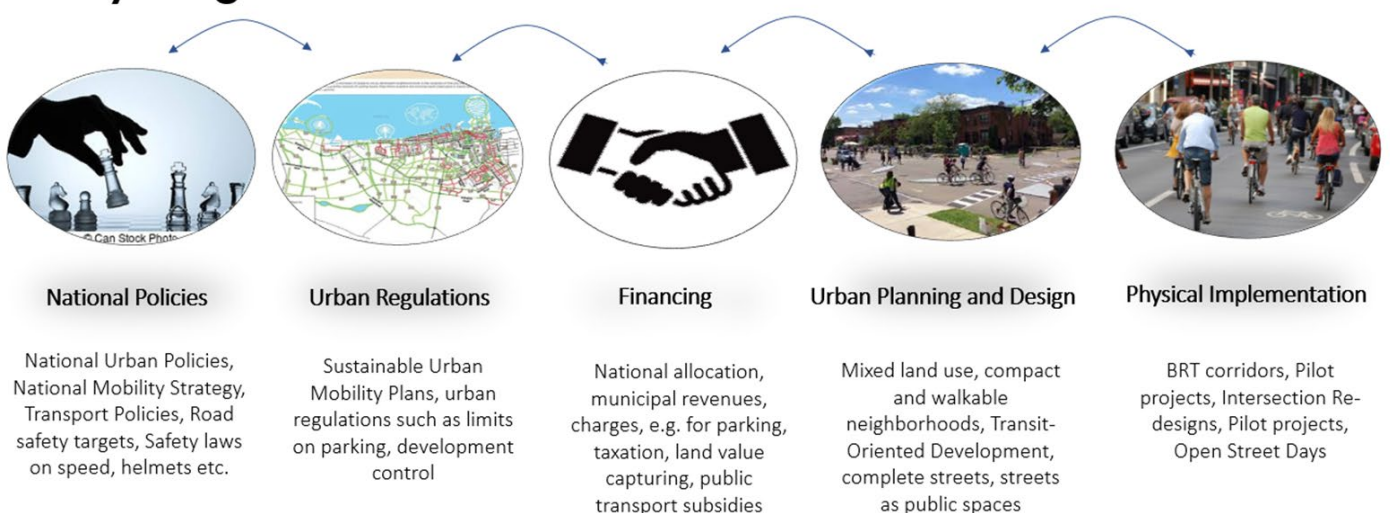 © Can Stock Photo
National Policies
National Urban Policies,
National Mobility Strategy,
Transport Policies, Road
safety targets, Safety laws
on speed, helmets etc.
Urban Regulations
Sustainable Urban
Mobility Plans, urban
regulations such as limits
on parking, development
control
Financing
National allocation,
municipal revenues,
charges, e.g. for parking,
taxation, land value
capturing, public
transport subsidies
Urban Planning and Design
Mixed land use, compact
and walkable
neighborhoods, Transit-
Oriented Development,
complete streets, streets
as public spaces
Physical Implementation
BRT corridors, Pilot
projects, Intersection Re-
designs, Pilot projects,
Open Street Days